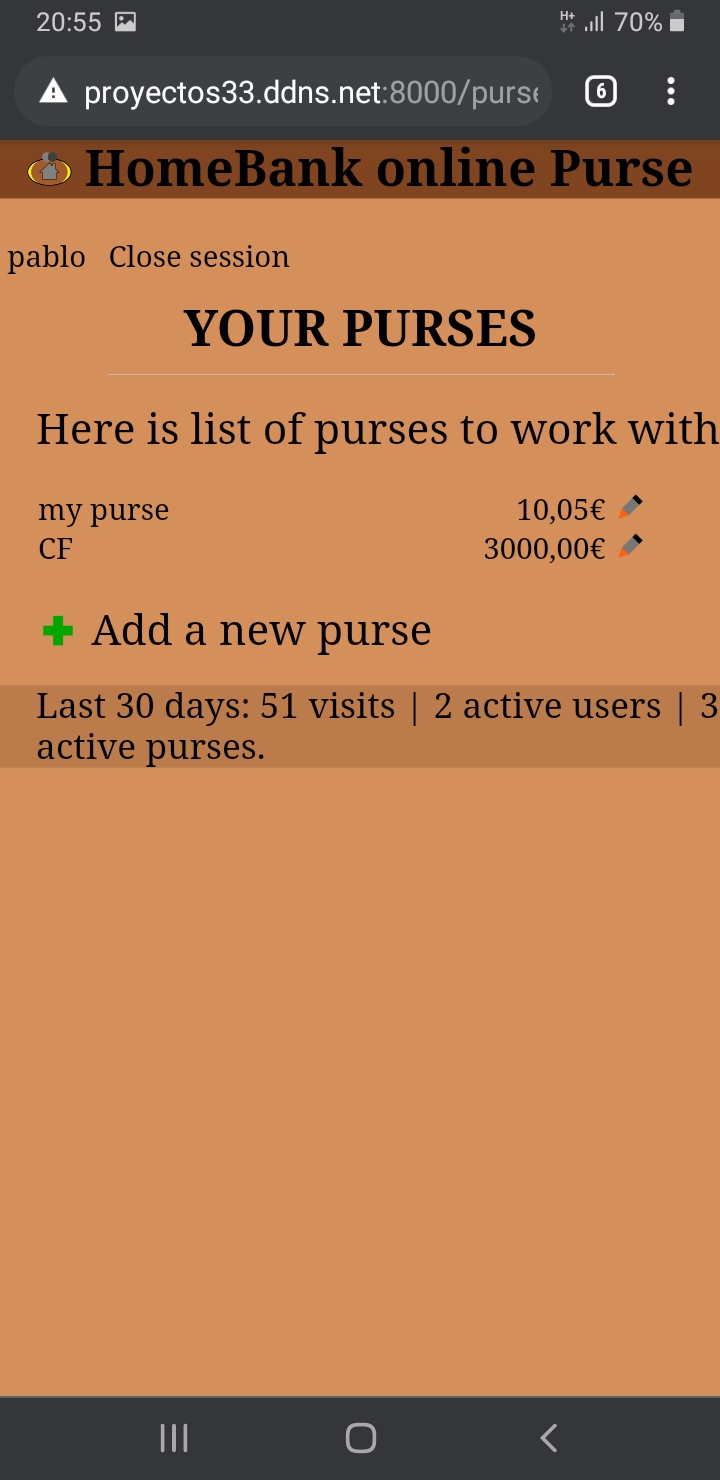 20:55 H+ 70%
proyectos33.ddns.net:8000/purse 6
HomeBank online Purse
pablo Close session
YOUR PURSES
Here is list of purses to work with
my purse 10,05€
CF 3000,00€
Add a new purse
Last 30 days: 51 visits | 2 active users | 3
active purses.